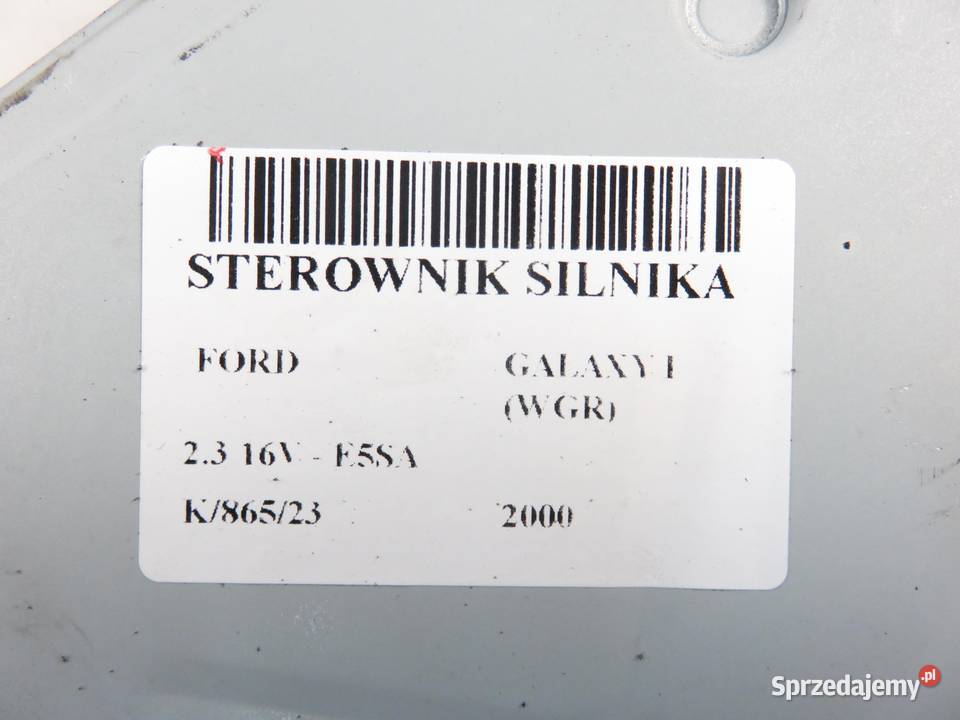 STEROWNIK SILNIKA
FORD GALAXY I
(WGR)
2.3 16V - E5SA
K/865/23 2000
Sprzedajemy.pl